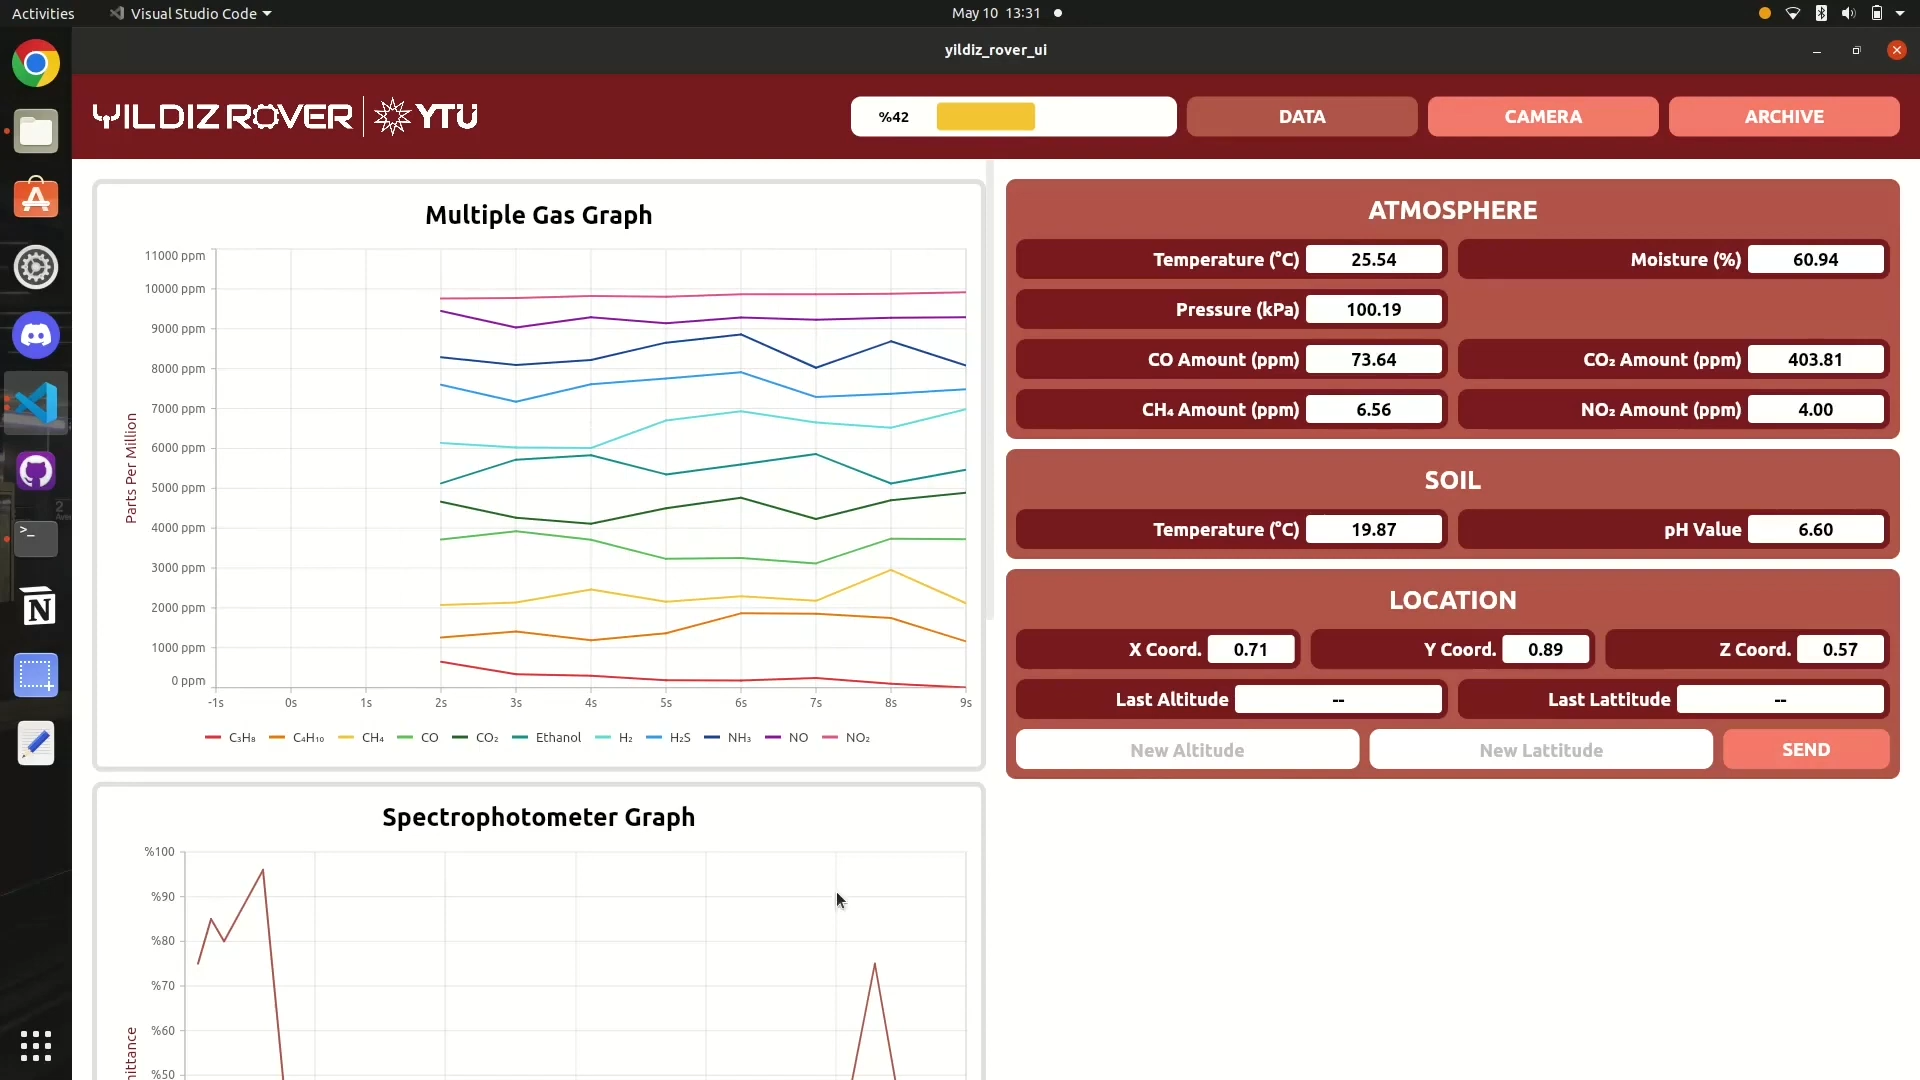 Activities
Visual Studio Code
May 10 13:31
yildiz_rover_ui
YILDIZ ROVER
YTÜ
%42
DATA
CAMERA
ARCHIVE
Multiple Gas Graph
11000 ppm
10000 ppm
9000 ppm
8000 ppm
7000 ppm
6000 ppm
5000 ppm
4000 ppm
3000 ppm
2000 ppm
1000 ppm
0 ppm
Parts Per Million
-1s 0s 1s 2s 3s 4s 5s 6s 7s 8s 9s
C₃H₈ C₄H₁₀ CH₄ CO CO₂ Ethanol H₂ H₂S NH₃ NO NO₂
Spectrophotometer Graph
%100
%90
%80
%70
%60
%50
mittance
ATMOSPHERE
Temperature (°C) 25.54
Moisture (%) 60.94
Pressure (kPa) 100.19
CO Amount (ppm) 73.64
CO₂ Amount (ppm) 403.81
CH₄ Amount (ppm) 6.56
NO₂ Amount (ppm) 4.00
SOIL
Temperature (°C) 19.87
pH Value 6.60
LOCATION
X Coord. 0.71
Y Coord. 0.89
Z Coord. 0.57
Last Altitude --
Last Lattitude --
New Altitude
New Lattitude
SEND